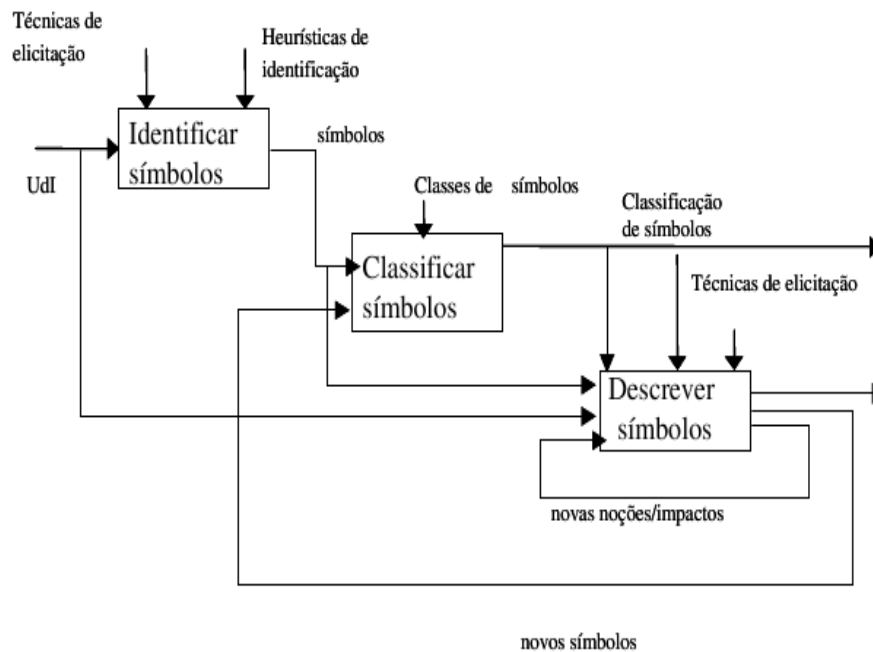 Técnicas de
elicitação
Heurísticas de
identificação
Identificar
símbolos
símbolos
UdI
Classes de símbolos
Classificar
símbolos
Classificação
de símbolos
Técnicas de elicitação
Descrever
símbolos
novas noções/impactos
novos símbolos